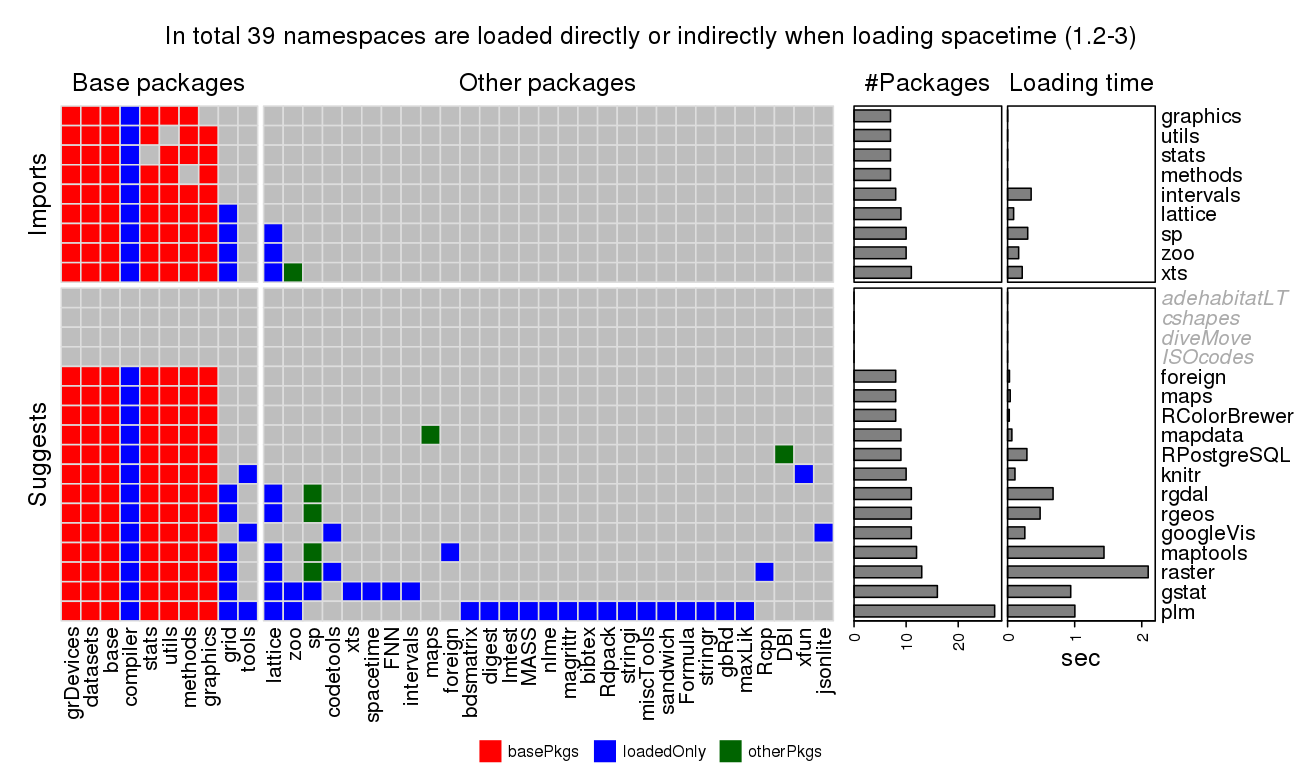 In total 39 namespaces are loaded directly or indirectly when loading spacetime (1.2-3)
Base packages
Other packages
#Packages
Loading time
Imports
graphics
utils
stats
methods
intervals
lattice
sp
zoo
xts
Suggests
adehabitatLT
cshapes
diveMove
ISOcodes
foreign
maps
RColorBrewer
mapdata
RPostgreSQL
knitr
rgdal
rgeos
googleVis
maptools
raster
gstat
plm
grDevices
datasets
base
compiler
stats
utils
methods
graphics
grid
tools
lattice
zoo
sp
codetools
xts
spacetime
FNN
intervals
maps
foreign
bdsmatrix
digest
lmtest
MASS
nlme
magrittr
bibtex
Rdpack
stringi
miscTools
sandwich
Formula
stringr
gbRd
maxLik
Rcpp
DBI
xfun
jsonlite
0
10
20
0
1
2
sec
basePkgs
loadedOnly
otherPkgs